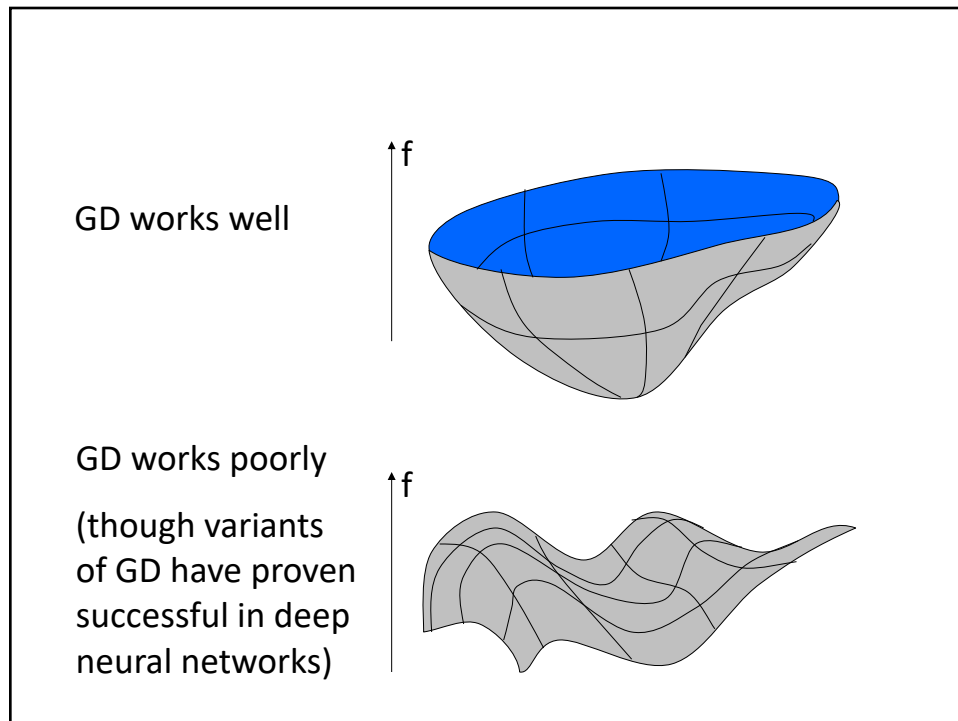 f
GD works well
GD works poorly
f
(though variants
of GD have proven
successful in deep
neural networks)